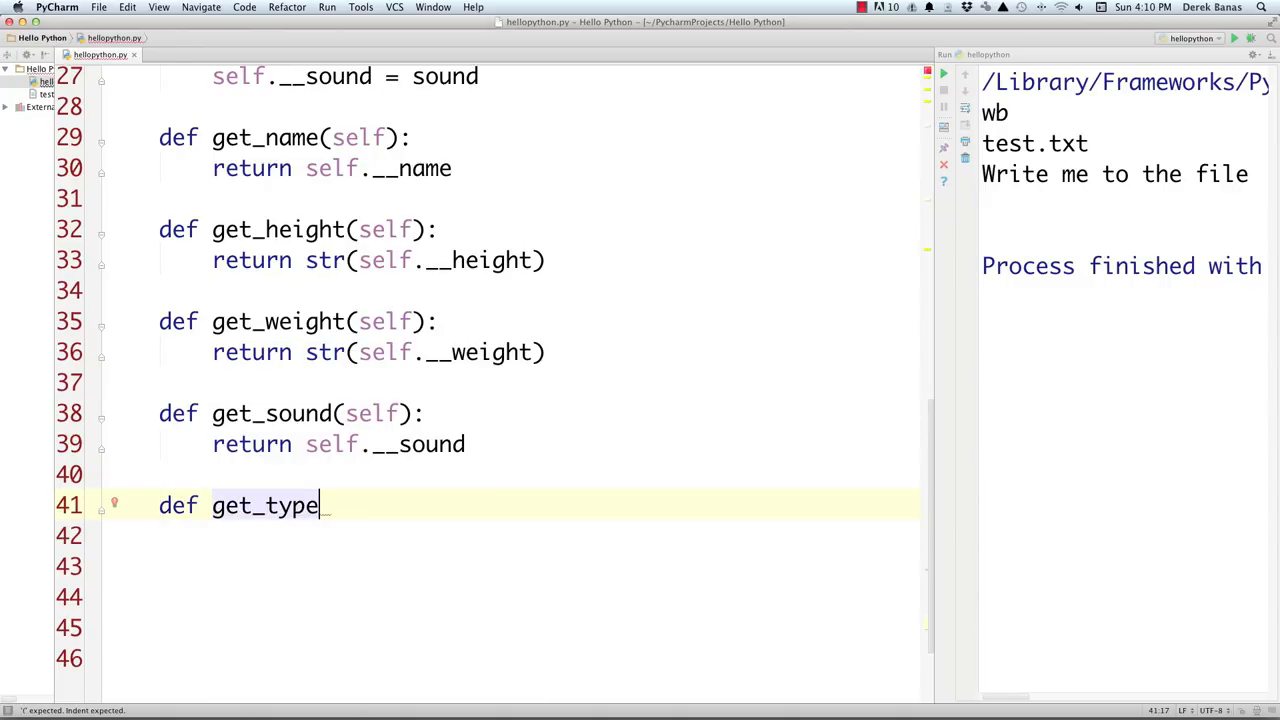 PyCharm File Edit View Navigate Code Refactor Run Tools VCS Window Help 10 Sun 4:10 PM Derek Banas
hellopython.py - Hello Python - [~/PycharmProjects/Hello Python]
Hello Python hellopython.py hellopython
hellopython.py
Run hellopython
Hello P
hell
test
Externa
27 self.__sound = sound
28
29 def get_name(self):
30 return self.__name
31
32 def get_height(self):
33 return str(self.__height)
34
35 def get_weight(self):
36 return str(self.__weight)
37
38 def get_sound(self):
39 return self.__sound
40
41 def get_type
42
43
44
45
46
/Library/Frameworks/Py
wb
test.txt
Write me to the file
Process finished with
'(' expected. Indent expected.
41:17 LF UTF-8